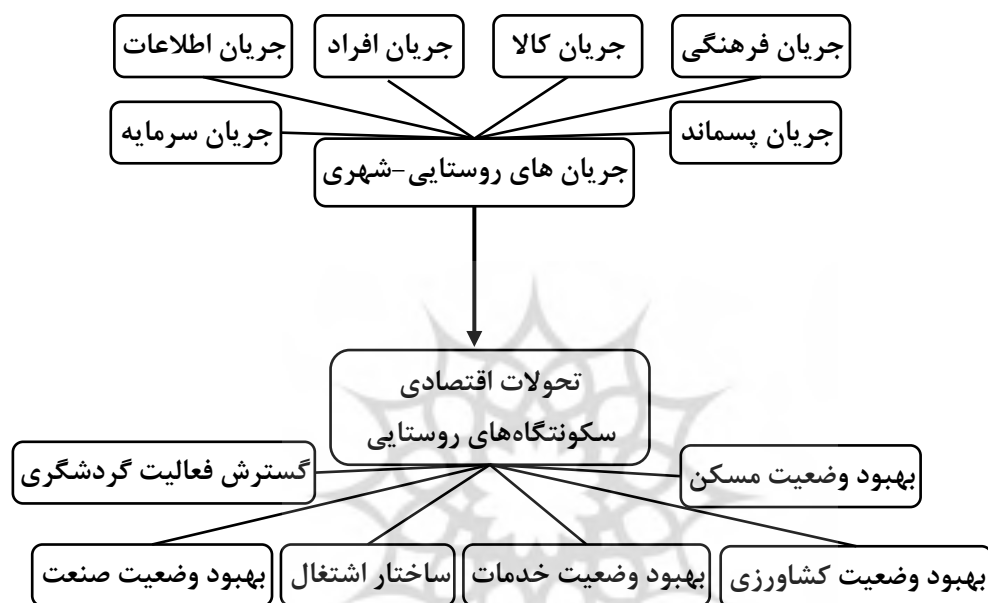 جریان فرهنگی
جریان کالا
جریان افراد
جریان اطلاعات
جریان پسماند
جریان سرمایه
جریان های روستایی-شهری
تحولات اقتصادی
سکونتگاه‌های روستایی
بهبود وضعیت مسکن
گسترش فعالیت گردشگری
بهبود وضعیت کشاورزی
بهبود وضعیت خدمات
ساختار اشتغال
بهبود وضعیت صنعت